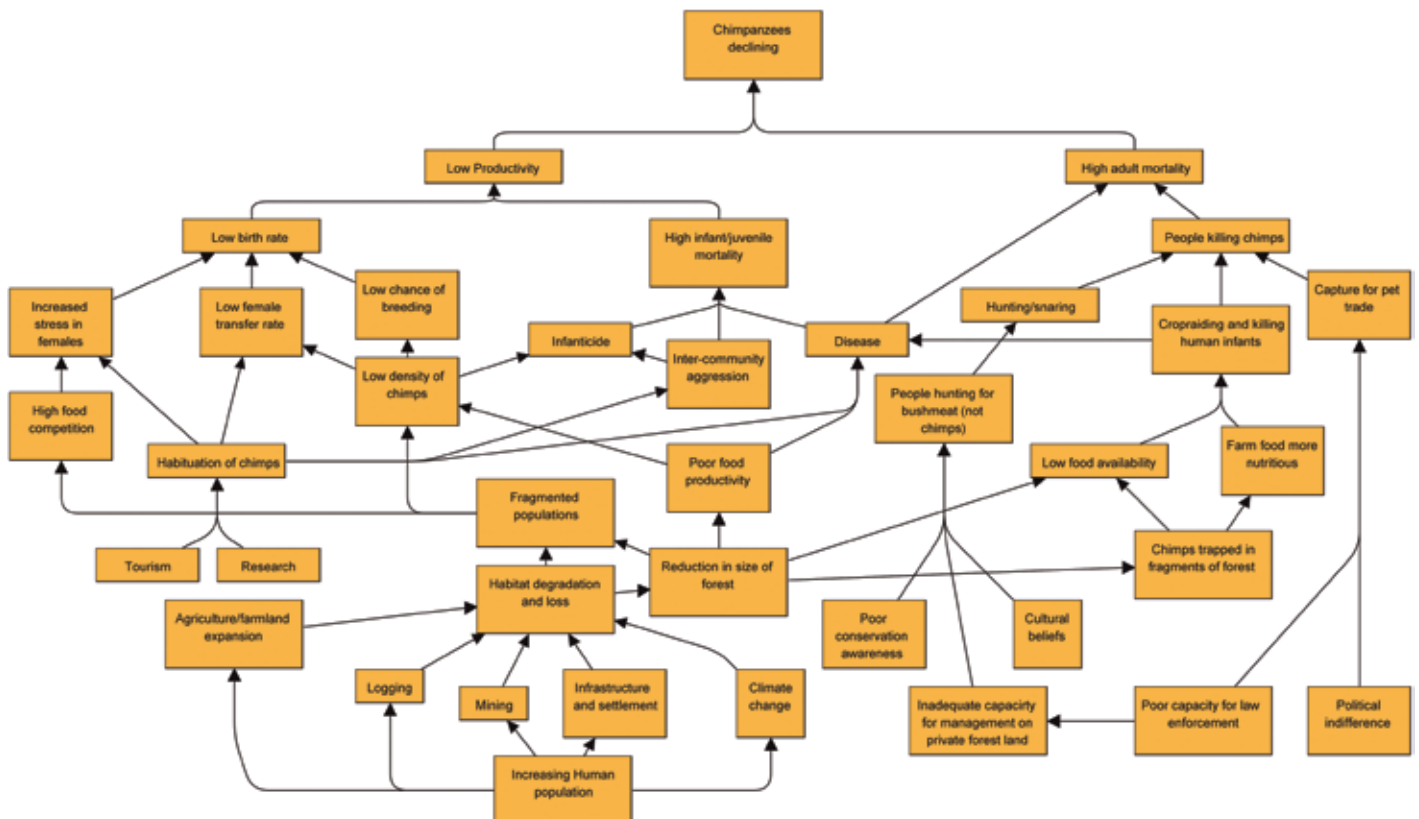 Chimpanzees
declining
Low Productivity
High adult mortality
Low birth rate
High infant/juvenile
mortality
People killing chimps
Increased
stress in
females
Low female
transfer rate
Low chance of
breeding
Infanticide
Inter-community
aggression
Disease
Hunting/snaring
Cropraiding and killing
human infants
Capture for pet
trade
High food
competition
Low density of
chimps
People hunting for
bushmeat (not
chimps)
Habituation of chimps
Poor food
productivity
Low food availability
Farm food more
nutritious
Fragmented
populations
Tourism
Research
Habitat degradation
and loss
Reduction in size of
forest
Chimps trapped in
fragments of forest
Agriculture/farmland
expansion
Poor
conservation
awareness
Cultural
beliefs
Logging
Mining
Infrastructure
and settlement
Climate
change
Inadequate capacirty
for management on
private forest land
Poor capacity for law
enforcement
Political
indifference
Increasing Human
population